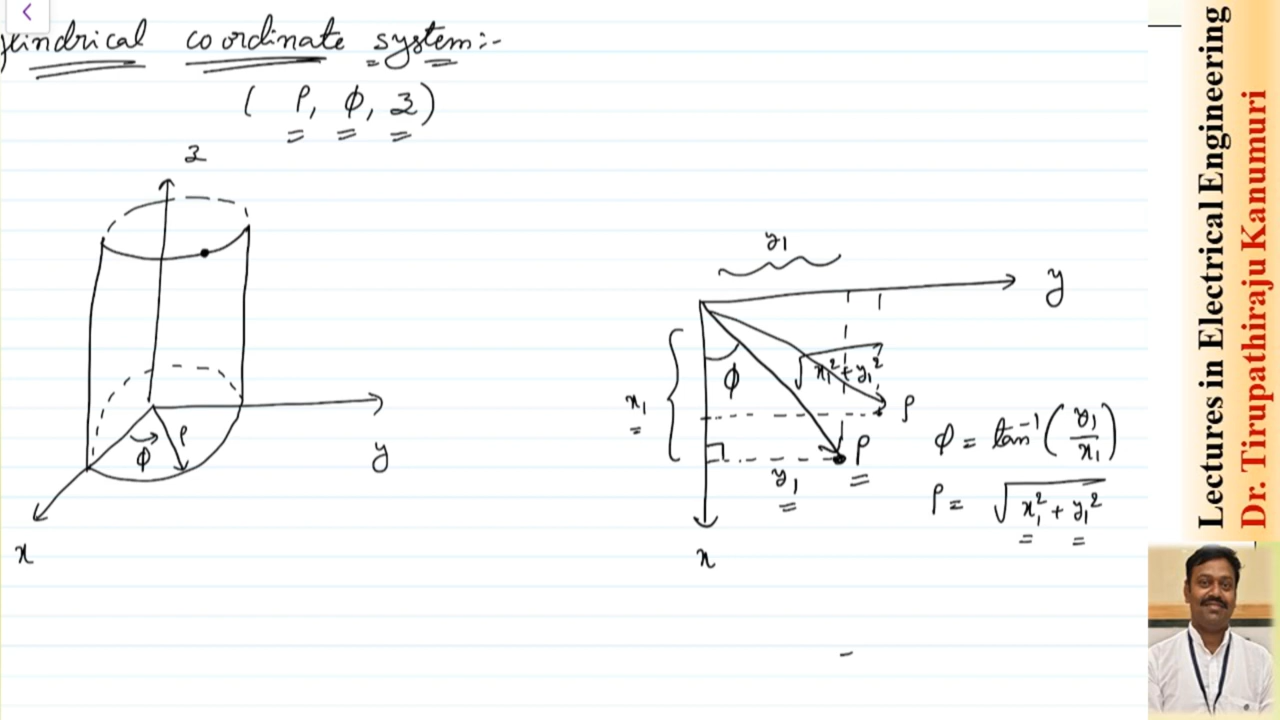 lindrical coordinate system:-
( ρ, ϕ, z )
z
ϕ
ρ
y
x
y₁
y
x₁
ϕ
√x₁² + y₁²
ρ
y₁
ρ
x
ϕ = tan⁻¹ ( y₁ / x₁ )
ρ = √x₁² + y₁²
Lectures in Electrical Engineering
Dr. Tirupathiraju Kanumuri